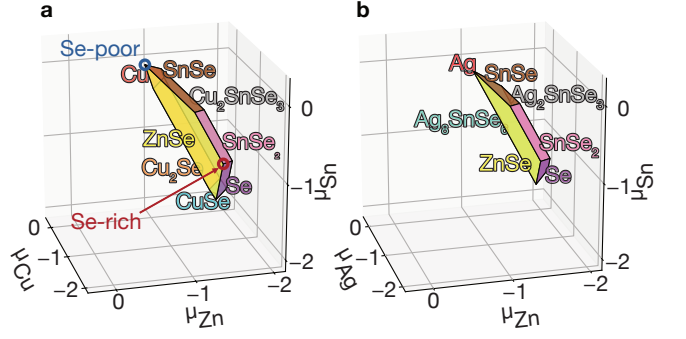 a
Se-poor
Cu
SnSe
Cu2SnSe3
ZnSe
SnSe2
Cu2Se
Se
CuSe
Se-rich
0
−1
−2
μSn
0
−1
−2
μCu
0
−1
−2
μZn
b
Ag
SnSe
Ag2SnSe3
Ag8SnSe6
SnSe2
ZnSe
Se
0
−1
−2
μSn
0
−1
−2
μAg
0
−1
−2
μZn